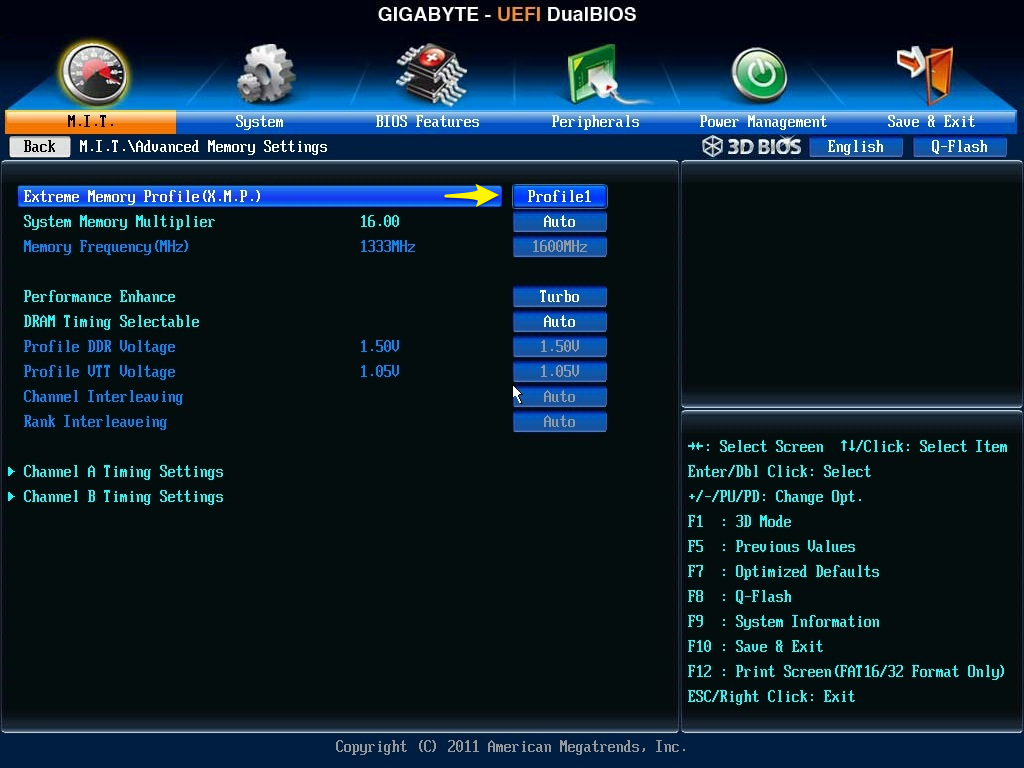 GIGABYTE - UEFI DualBIOS
M.I.T. System BIOS Features Peripherals Power Management Save & Exit
Back M.I.T.\Advanced Memory Settings 3D BIOS English Q-Flash
Extreme Memory Profile(X.M.P.) Profile1
System Memory Multiplier 16.00 Auto
Memory Frequency(MHz) 1333MHz 1600MHz
Performance Enhance Turbo
DRAM Timing Selectable Auto
Profile DDR Voltage 1.50V 1.50V
Profile VTT Voltage 1.05V 1.05V
Channel Interleaving Auto
Rank Interleaveing Auto
Channel A Timing Settings
Channel B Timing Settings
→←: Select Screen ↑↓/Click: Select Item
Enter/Dbl Click: Select
+/-/PU/PD: Change Opt.
F1 : 3D Mode
F5 : Previous Values
F7 : Optimized Defaults
F8 : Q-Flash
F9 : System Information
F10 : Save & Exit
F12 : Print Screen(FAT16/32 Format Only)
ESC/Right Click: Exit
Copyright (C) 2011 American Megatrends, Inc.